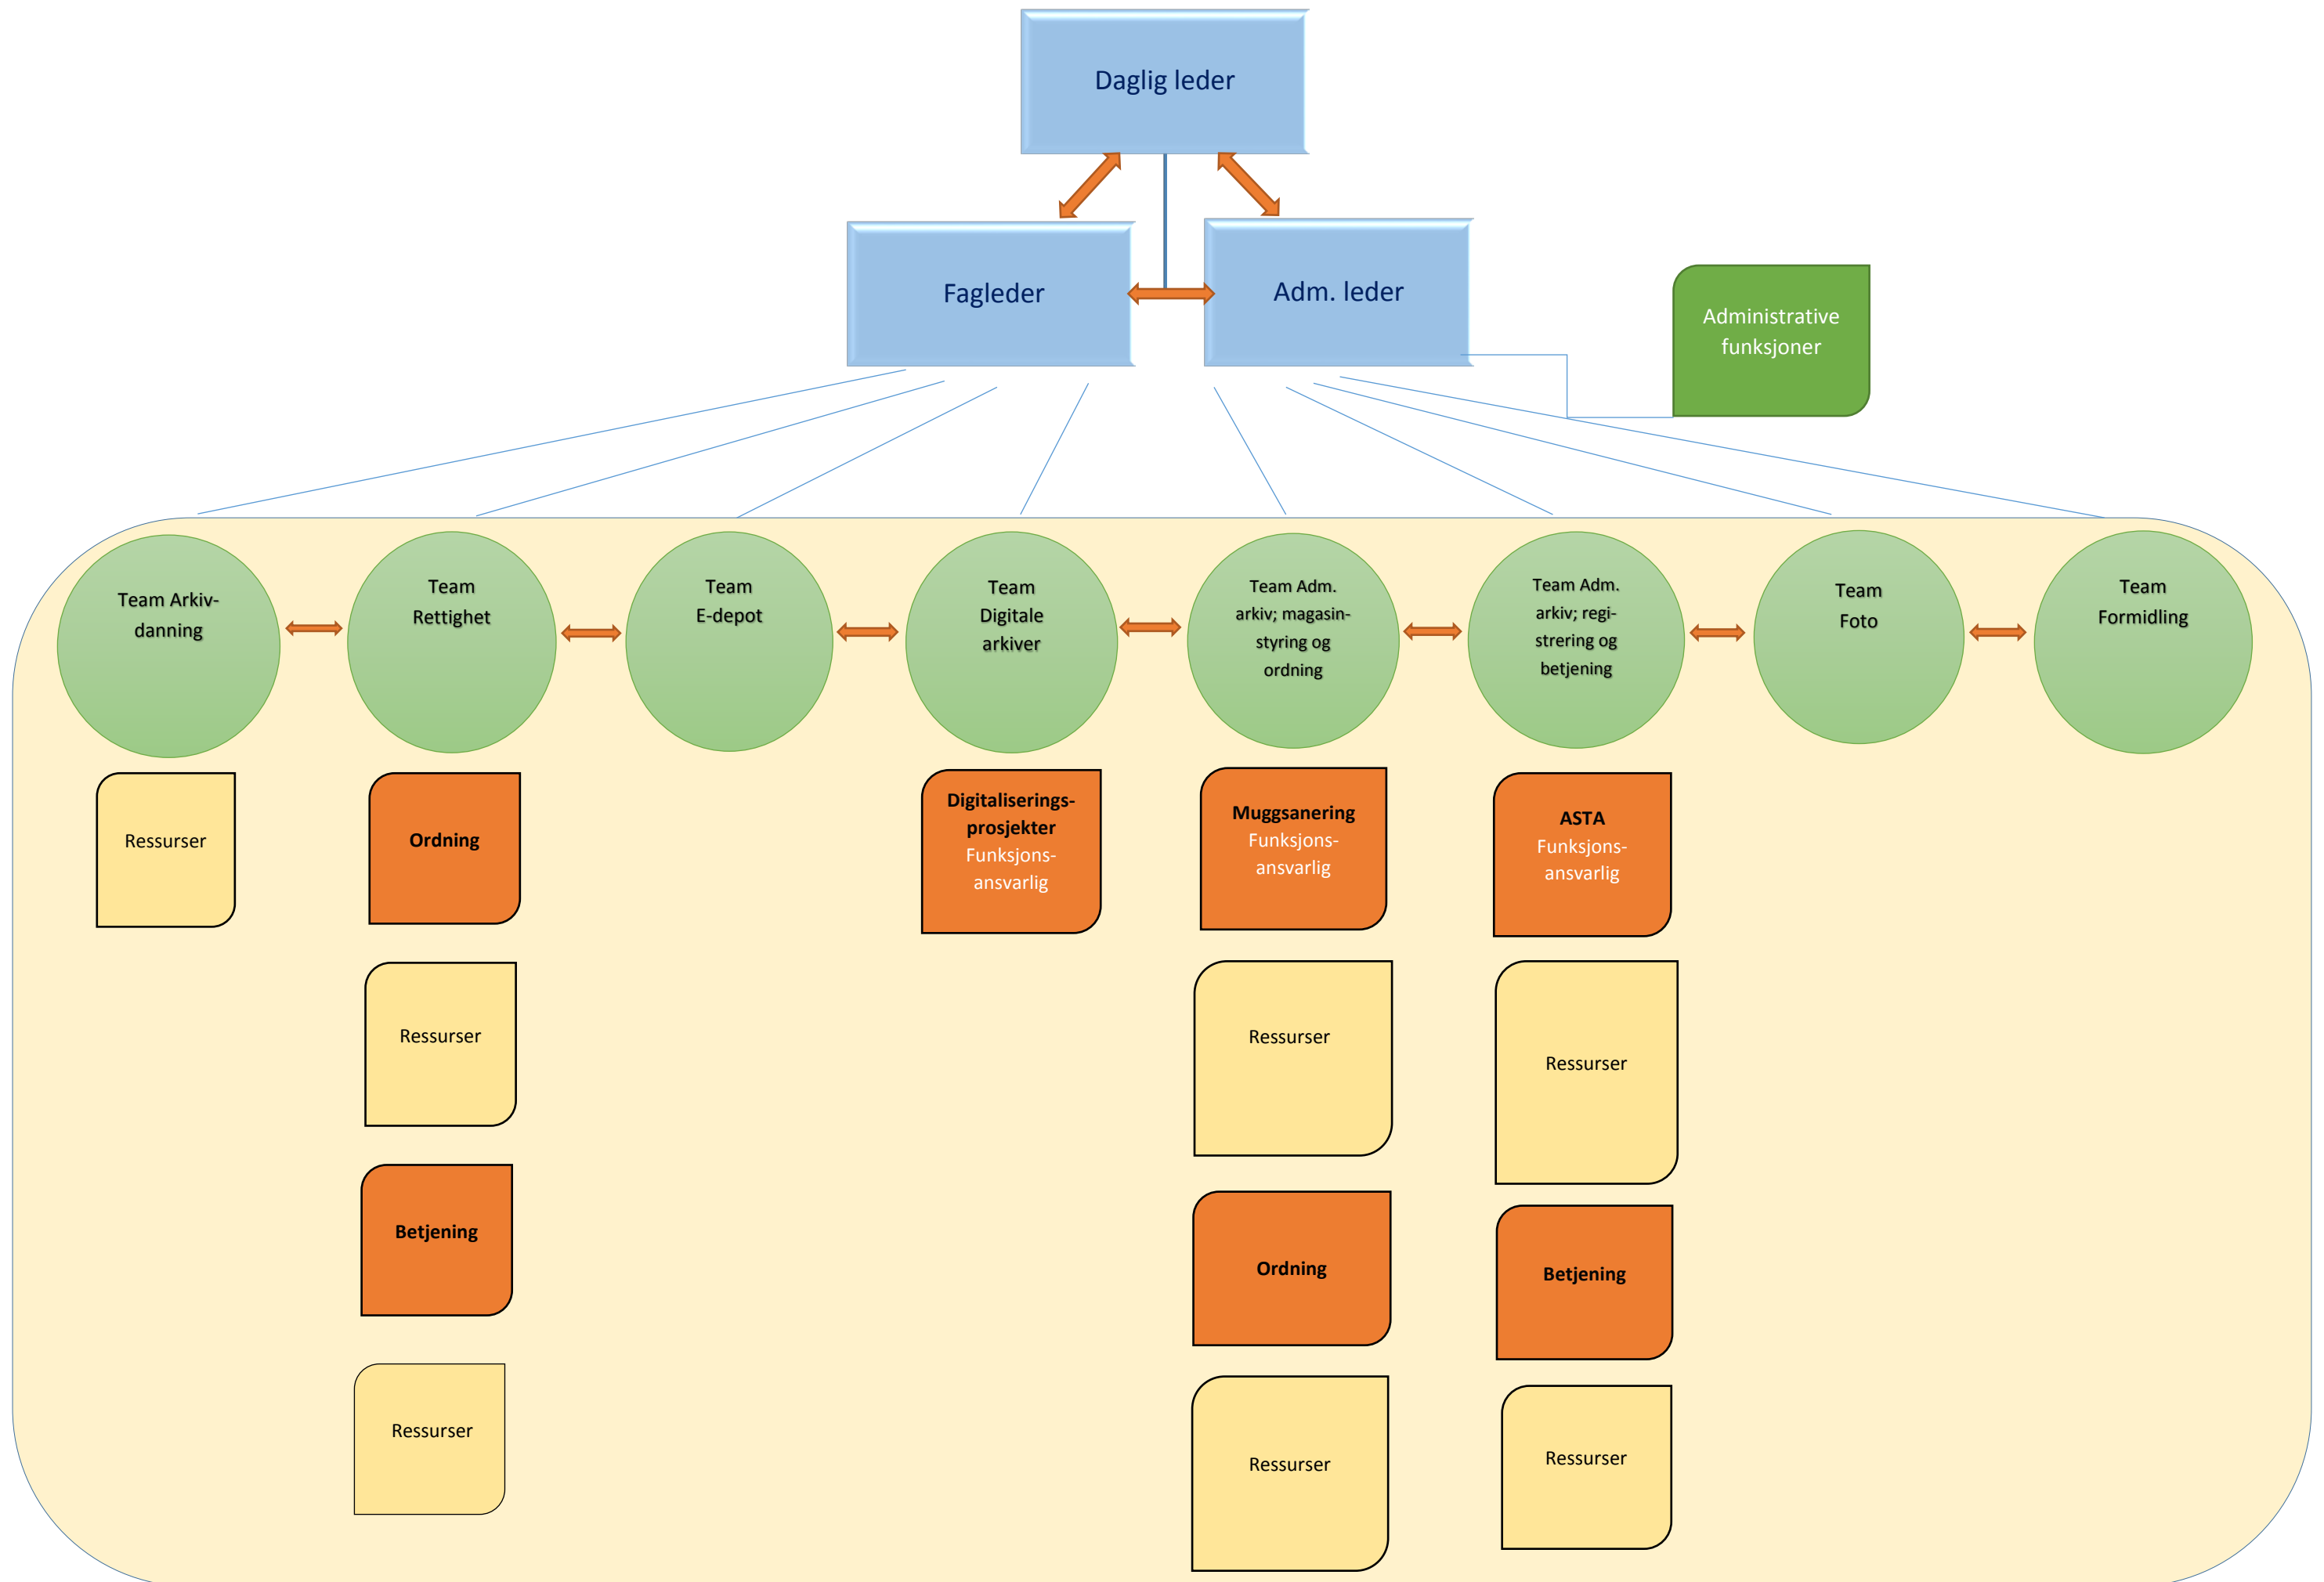 Daglig leder
Fagleder
Adm. leder
Administrative
funksjoner
Team Arkiv-
danning
Team
Rettighet
Team
E-depot
Team
Digitale
arkiver
Team Adm.
arkiv; magasin-
styring og
ordning
Team Adm.
arkiv; regi-
strering og
betjening
Team
Foto
Team
Formidling
Ressurser
Ordning
Digitaliserings-
prosjekter
Funksjons-
ansvarlig
Muggsanering
Funksjons-
ansvarlig
ASTA
Funksjons-
ansvarlig
Ressurser
Ressurser
Ressurser
Betjening
Ordning
Betjening
Ressurser
Ressurser
Ressurser